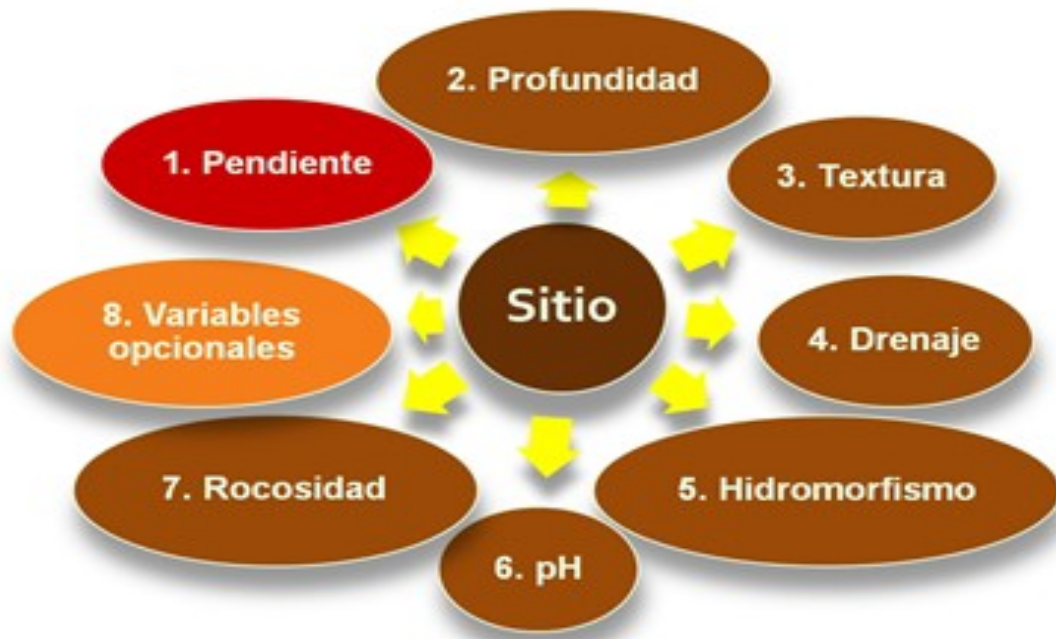 2. Profundidad
1. Pendiente
3. Textura
Sitio
8. Variables
opcionales
4. Drenaje
7. Rocosidad
5. Hidromorfismo
6. pH